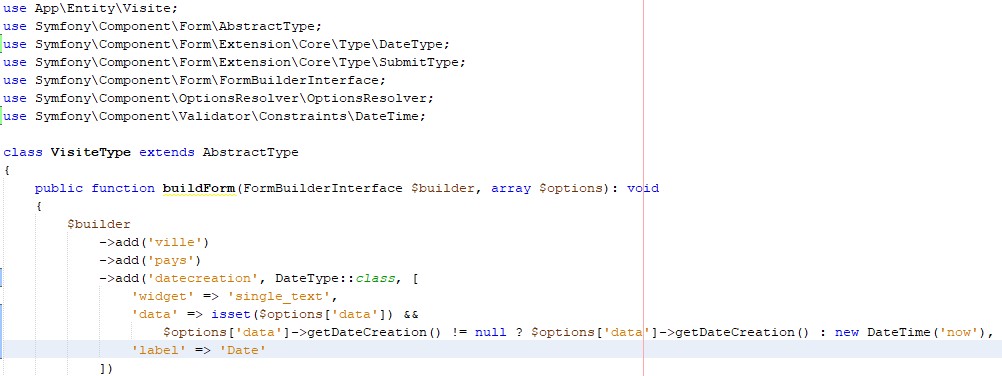 use App\Entity\Visite;
use Symfony\Component\Form\AbstractType;
use Symfony\Component\Form\Extension\Core\Type\DateType;
use Symfony\Component\Form\Extension\Core\Type\SubmitType;
use Symfony\Component\Form\FormBuilderInterface;
use Symfony\Component\OptionsResolver\OptionsResolver;
use Symfony\Component\Validator\Constraints\DateTime;

class VisiteType extends AbstractType
{
    public function buildForm(FormBuilderInterface $builder, array $options): void
    {
        $builder
            ->add('ville')
            ->add('pays')
            ->add('datecreation', DateType::class, [
                'widget' => 'single_text',
                'data' => isset($options['data']) &&
                    $options['data']->getDateCreation() != null ? $options['data']->getDateCreation() : new DateTime('now'),
                'label' => 'Date'
            ])